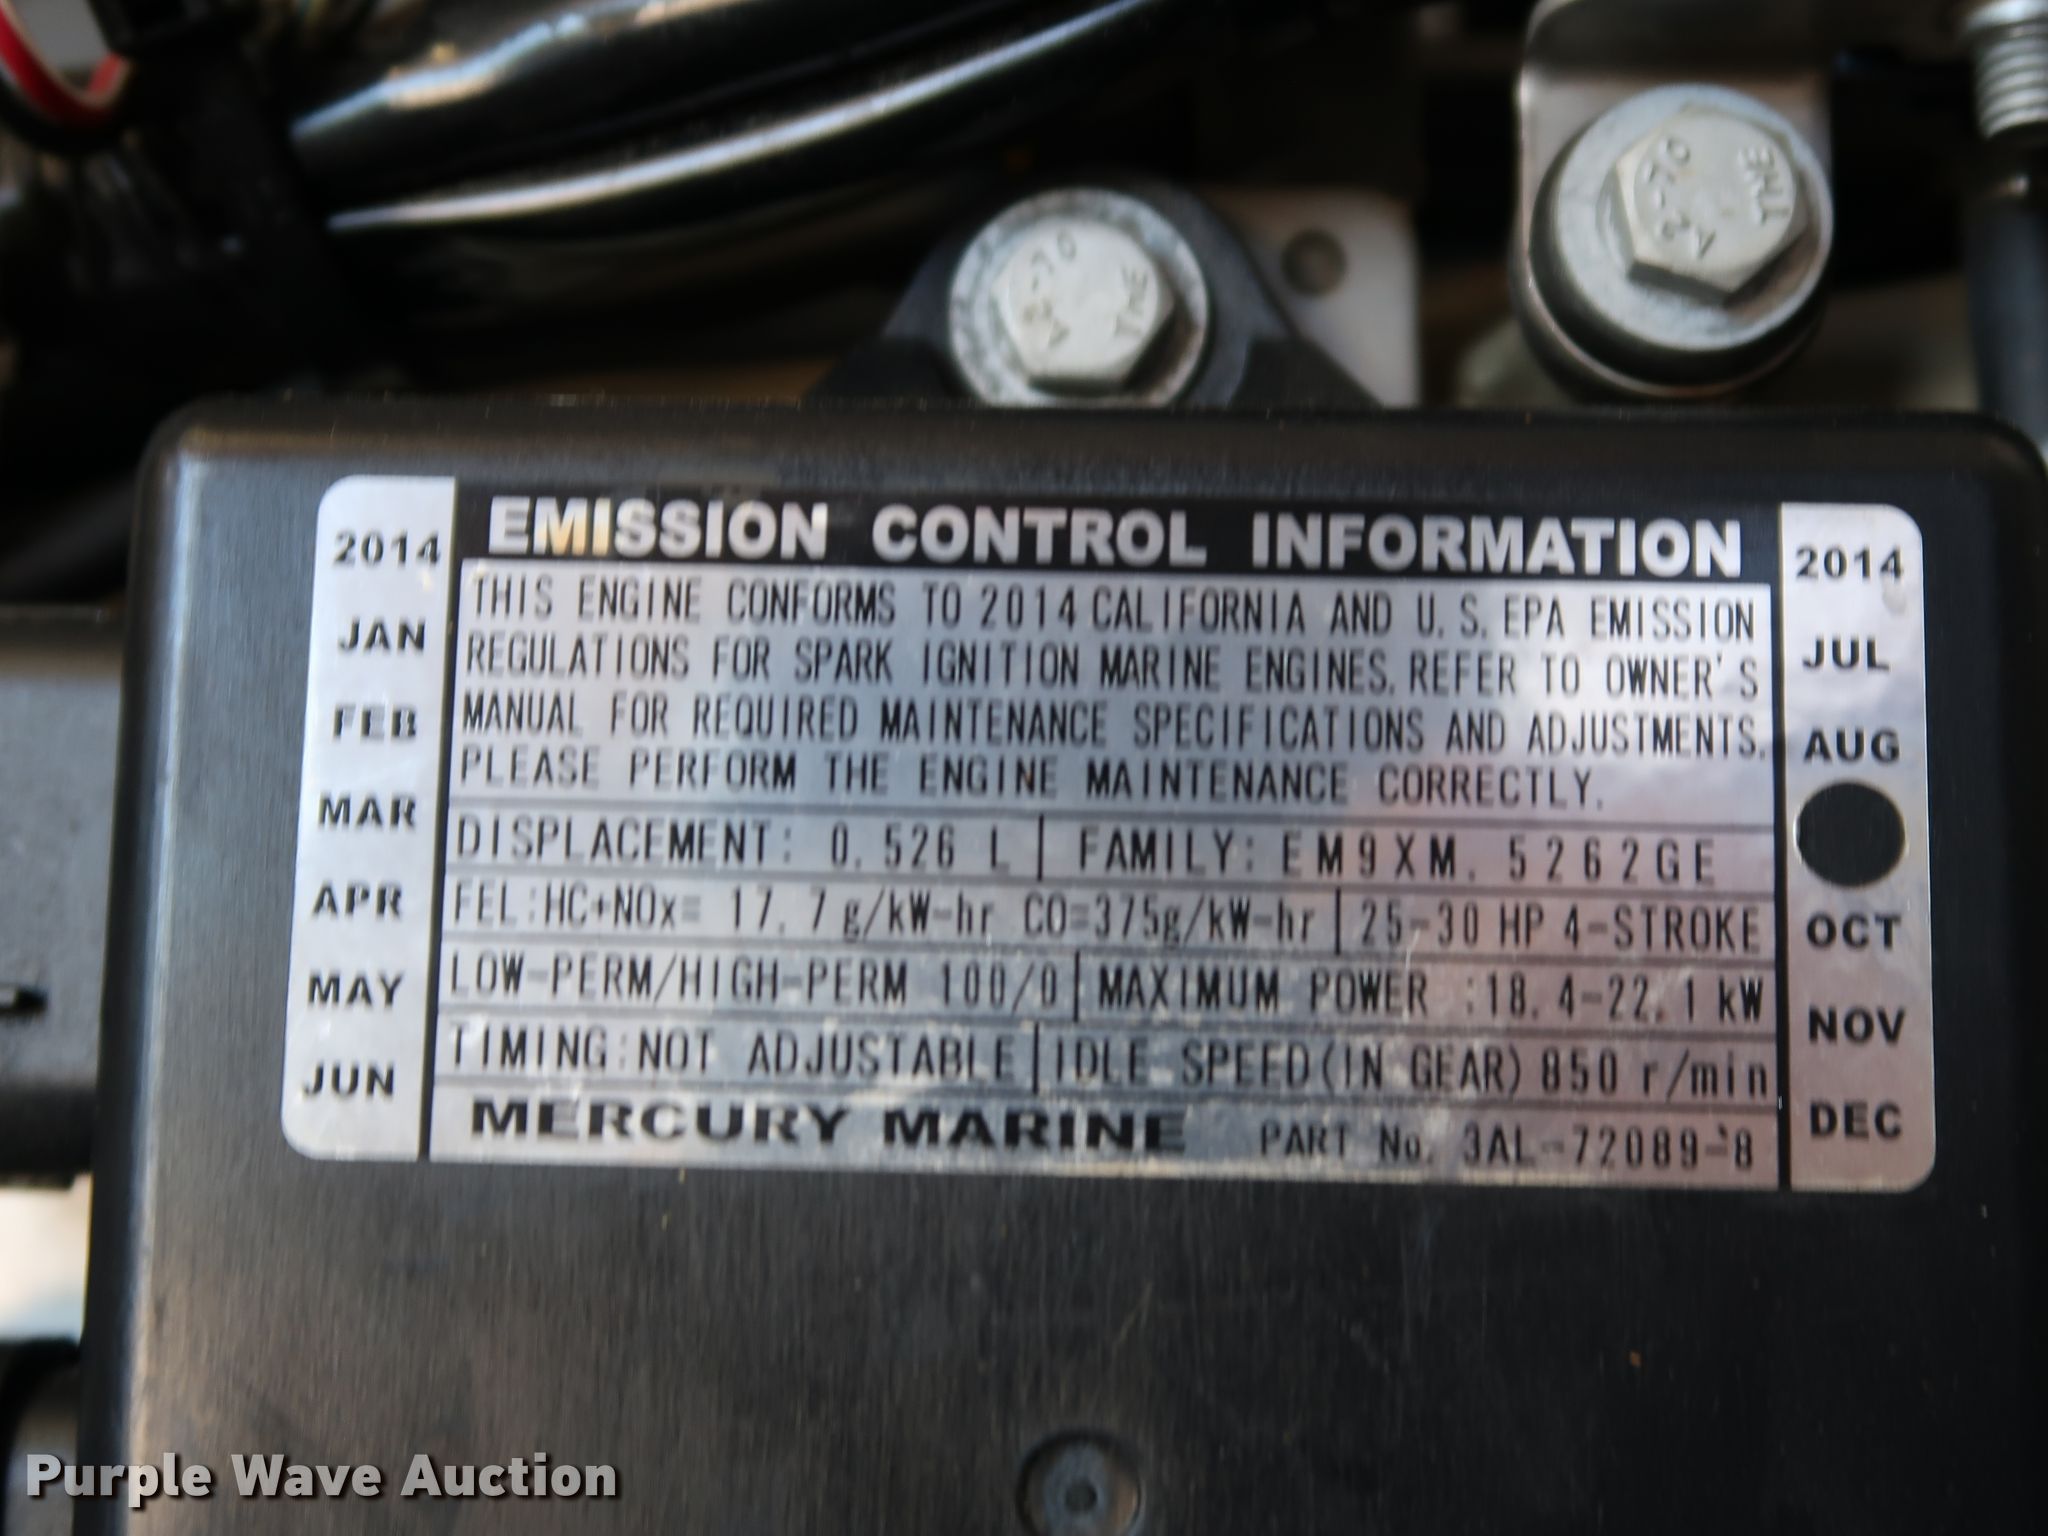 EMISSION CONTROL INFORMATION
THIS ENGINE CONFORMS TO 2014 CALIFORNIA AND U.S. EPA EMISSION
REGULATIONS FOR SPARK IGNITION MARINE ENGINES. REFER TO OWNER'S
MANUAL FOR REQUIRED MAINTENANCE SPECIFICATIONS AND ADJUSTMENTS.
PLEASE PERFORM THE ENGINE MAINTENANCE CORRECTLY.
DISPLACEMENT: 0.526 L | FAMILY: EM9XM.5262GE
FEL:HC+NOx= 17.7 g/kW-hr CO=375g/kW-hr | 25-30 HP 4-STROKE
LOW-PERM/HIGH-PERM 100/0 | MAXIMUM POWER :18.4-22.1 kW
TIMING:NOT ADJUSTABLE | IDLE SPEED(IN GEAR) 850 r/min
MERCURY MARINE PART No. 3AL-72089-8
2014
JAN
FEB
MAR
APR
MAY
JUN
2014
JUL
AUG
OCT
NOV
DEC
Purple Wave Auction